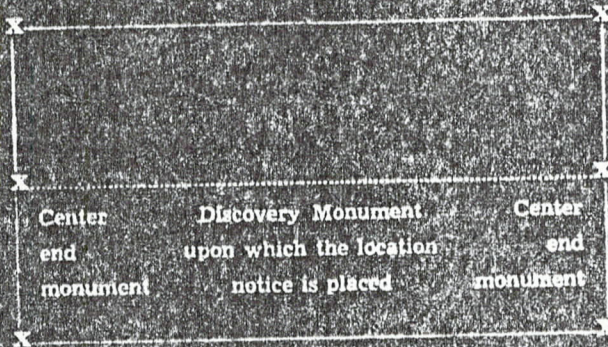 X X
X X
Center Discovery Monument Center
end upon which the location end
monument notice is placed monument
X